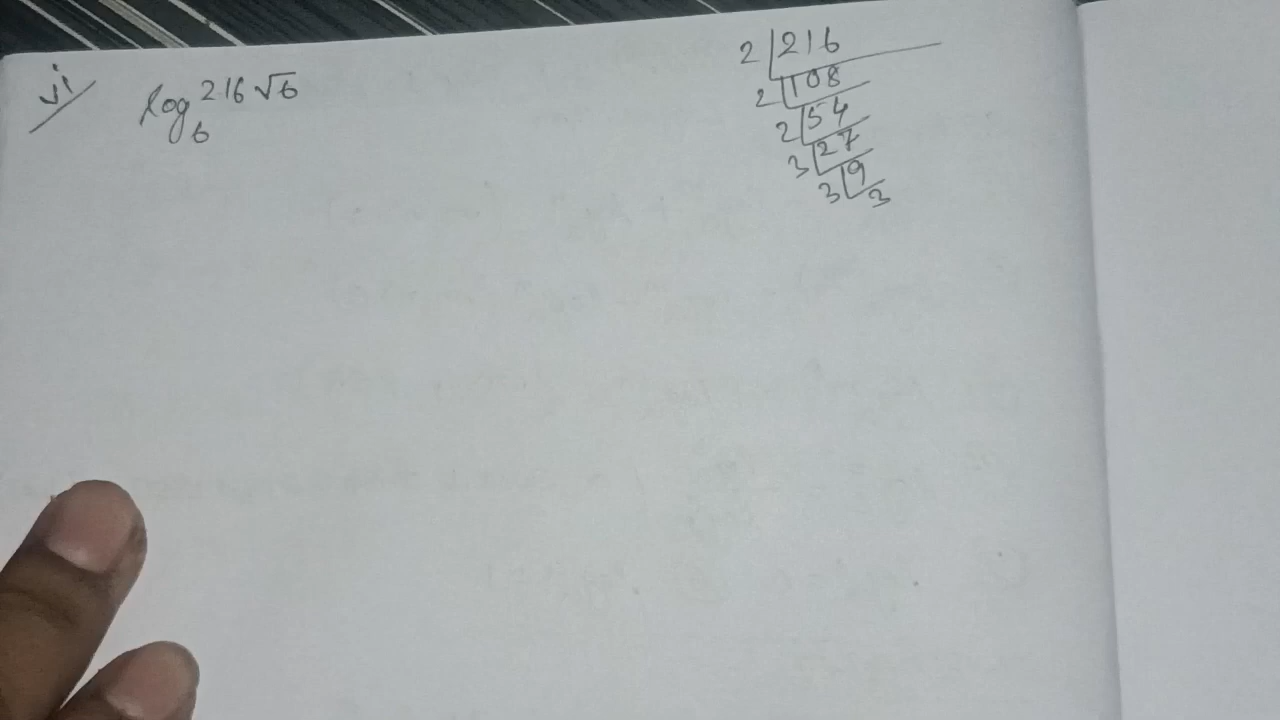 vi/ log₆ 216√6
2 | 216
2 | 108
2 | 54
3 | 27
3 | 9
3